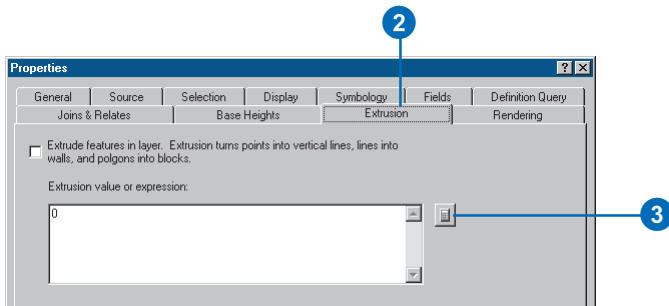 2
Properties
General Source Selection Display Symbology Fields Definition Query
Joins & Relates Base Heights Extrusion Rendering
Extrude features in layer. Extrusion turns points into vertical lines, lines into
walls, and polgons into blocks.
Extrusion value or expression:
0
3